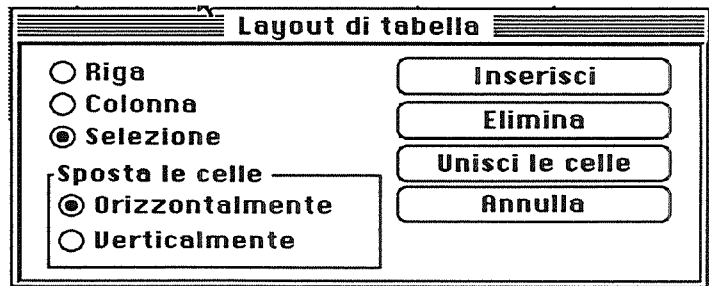 Layout di tabella
Riga
Colonna
Selezione
Sposta le celle
Orizzontalmente
Verticalmente
Inserisci
Elimina
Unisci le celle
Annulla